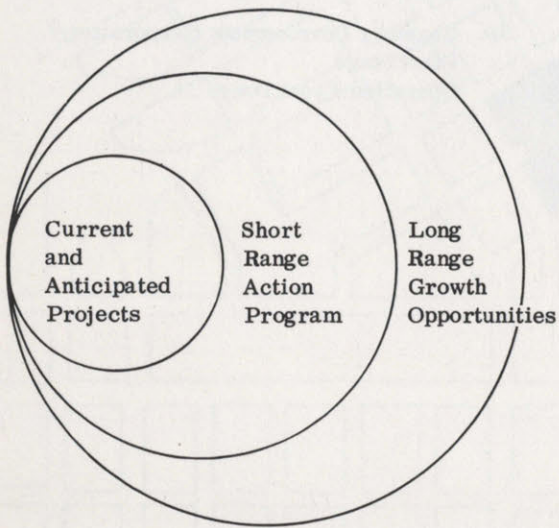 Current
and
Anticipated
Projects
Short
Range
Action
Program
Long
Range
Growth
Opportunities